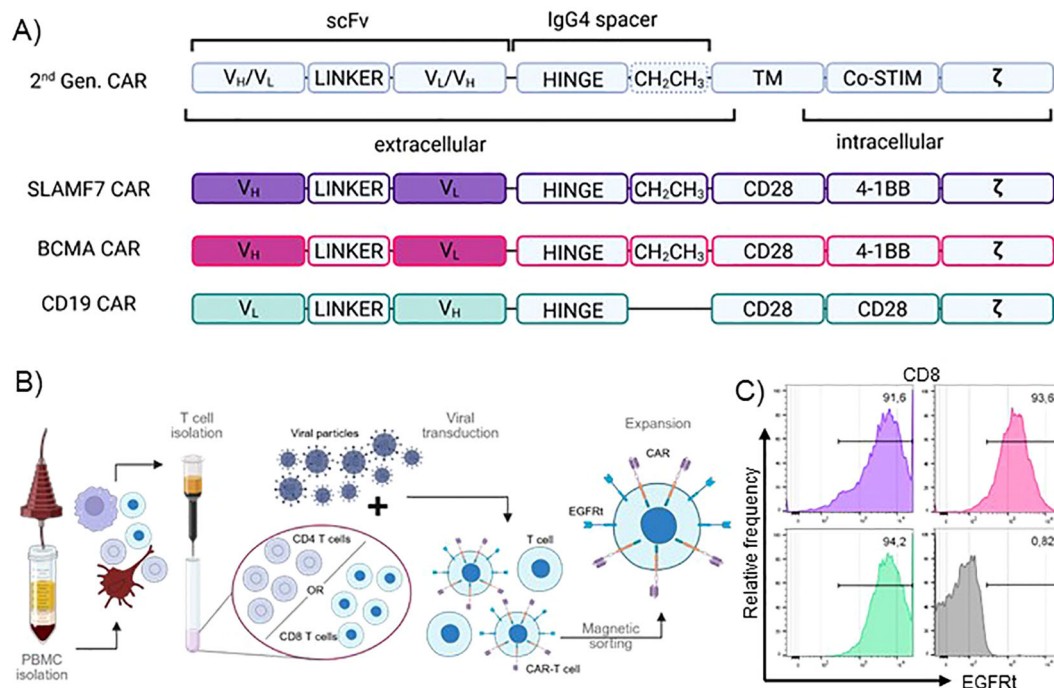 A)
scFv
IgG4 spacer
2nd Gen. CAR
VH/VL LINKER VL/VH HINGE CH2CH3 TM Co-STIM ζ
extracellular
intracellular
SLAMF7 CAR VH LINKER VL HINGE CH2CH3 CD28 4-1BB ζ
BCMA CAR VH LINKER VL HINGE CH2CH3 CD28 4-1BB ζ
CD19 CAR VL LINKER VH HINGE CD28 CD28 ζ
B)
PBMC
isolation
T cell
isolation
Viral particles
+
Viral
transduction
CD4 T cells
OR
CD8 T cells
T cell
CAR-T cell
Magnetic
sorting
Expansion
CAR
EGFRt
C)
CD8
91,6
93,6
94,2
0,82
Relative frequency
EGFRt